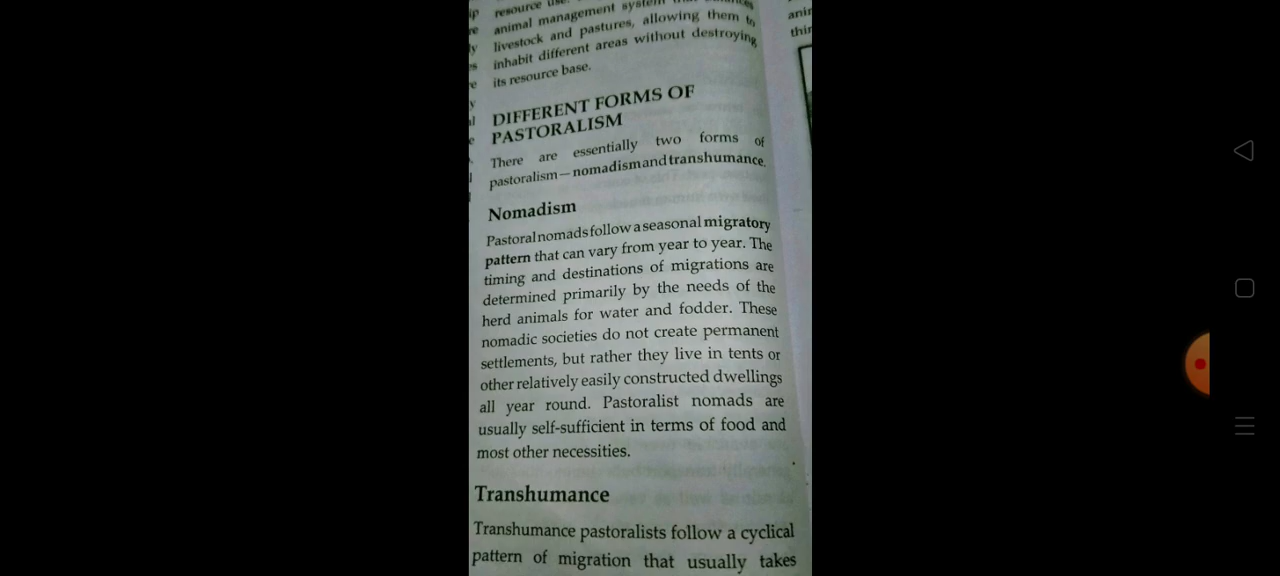 resource use.
animal management system that balances
livestock and pastures, allowing them to
inhabit different areas without destroying
its resource base.
DIFFERENT FORMS OF
PASTORALISM
There are essentially two forms of
pastoralism—nomadism and transhumance.
Nomadism
Pastoral nomads follow a seasonal migratory
pattern that can vary from year to year. The
timing and destinations of migrations are
determined primarily by the needs of the
herd animals for water and fodder. These
nomadic societies do not create permanent
settlements, but rather they live in tents or
other relatively easily constructed dwellings
all year round. Pastoralist nomads are
usually self-sufficient in terms of food and
most other necessities.
Transhumance
Transhumance pastoralists follow a cyclical
pattern of migration that usually takes